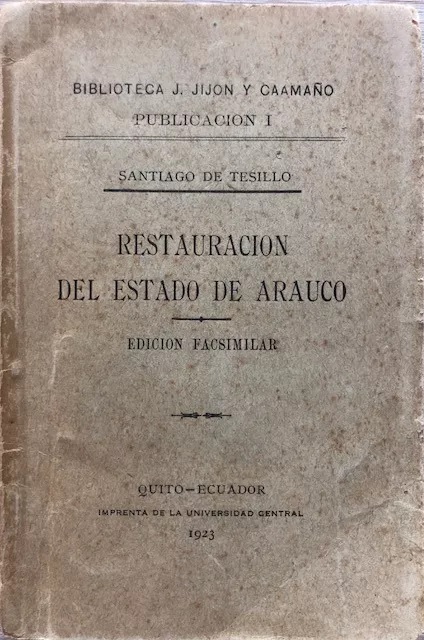 BIBLIOTECA J. JIJON Y CAAMAÑO
PUBLICACION I
SANTIAGO DE TESILLO
RESTAURACION
DEL ESTADO DE ARAUCO
EDICION FACSIMILAR
QUITO—ECUADOR
IMPRENTA DE LA UNIVERSIDAD CENTRAL
1923